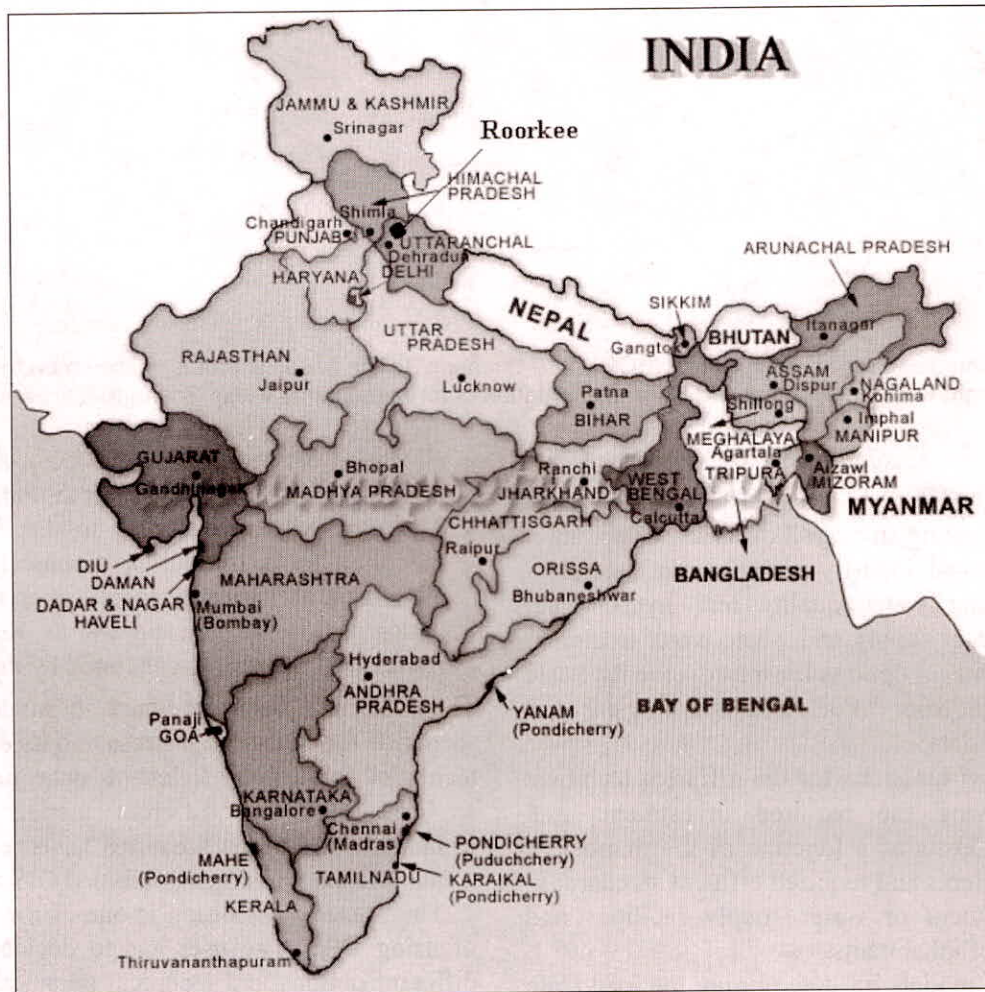 INDIA
JAMMU & KASHMIR
Srinagar
Roorkee
HIMACHAL
PRADESH
Shimla
Chandigarh
PUNJAB
UTTARANCHAL
Dehradun
HARYANA
DELHI
ARUNACHAL PRADESH
NEPAL
SIKKIM
Gangto
BHUTAN
Itanagar
UTTAR
PRADESH
RAJASTHAN
Jaipur
Lucknow
Patna
BIHAR
ASSAM
Dispur
NAGALAND
Kohima
Shillong
Imphal
MANIPUR
MEGHALAYA
Agartala
TRIPURA
Aizawl
MIZORAM
GUJARAT
Gandhinagar
Bhopal
MADHYA PRADESH
Ranchi
JHARKHAND
WEST
BENGAL
Calcutta
MYANMAR
CHHATTISGARH
Raipur
DIU
DAMAN
DADAR & NAGAR
HAVELI
MAHARASHTRA
Mumbai
(Bombay)
ORISSA
Bhubaneshwar
BANGLADESH
Hyderabad
ANDHRA
PRADESH
YANAM
(Pondicherry)
BAY OF BENGAL
Panaji
GOA
KARNATAKA
Bangalore
Chennai
(Madras)
PONDICHERRY
(Puduchchery)
MAHE
(Pondicherry)
TAMILNADU
KARAIKAL
(Pondicherry)
KERALA
Thiruvananthapuram